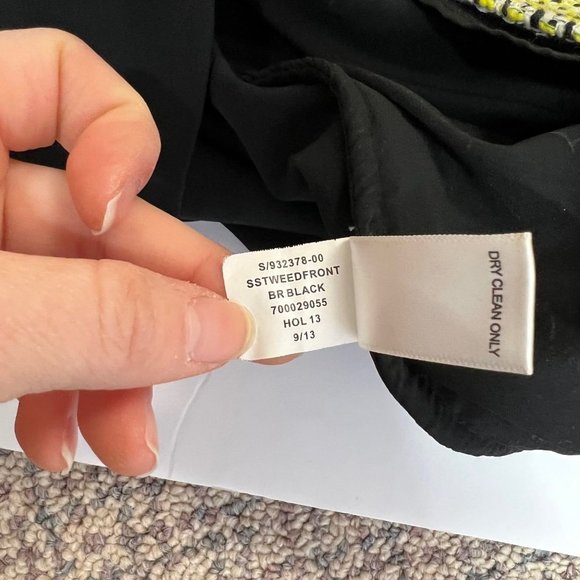 S/932378-00
SSTWEEDFRONT
BR BLACK
700029055
HOL 13
9/13
DRY CLEAN ONLY